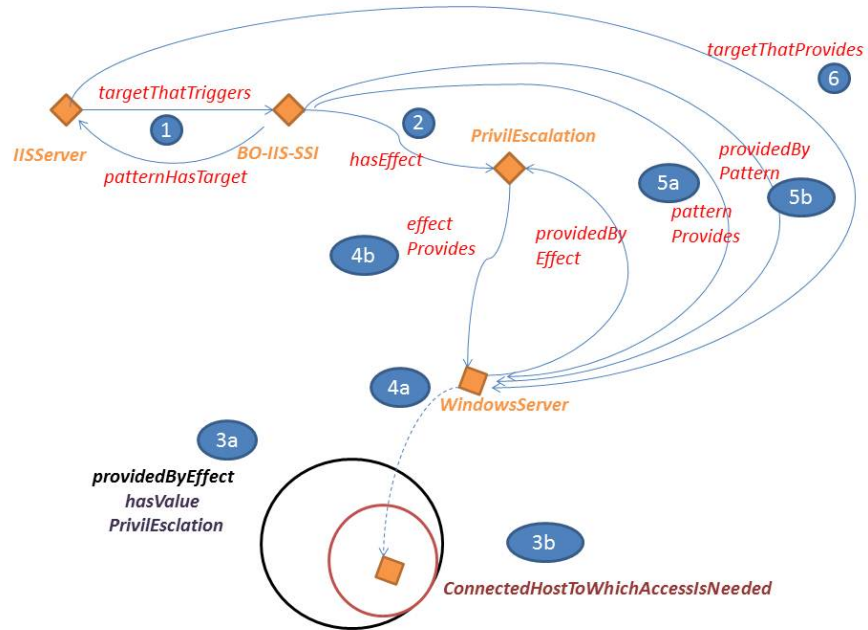 targetThatProvides
6
targetThatTriggers
1
2
PrivilEscalation
IISServer
BO-IIS-SSI
hasEffect
providedBy
Pattern
patternHasTarget
5a
5b
pattern
Provides
effect
Provides
4b
providedBy
Effect
4a
WindowsServer
3a
providedByEffect
hasValue
PrivilEsclation
3b
ConnectedHostToWhichAccessIsNeeded